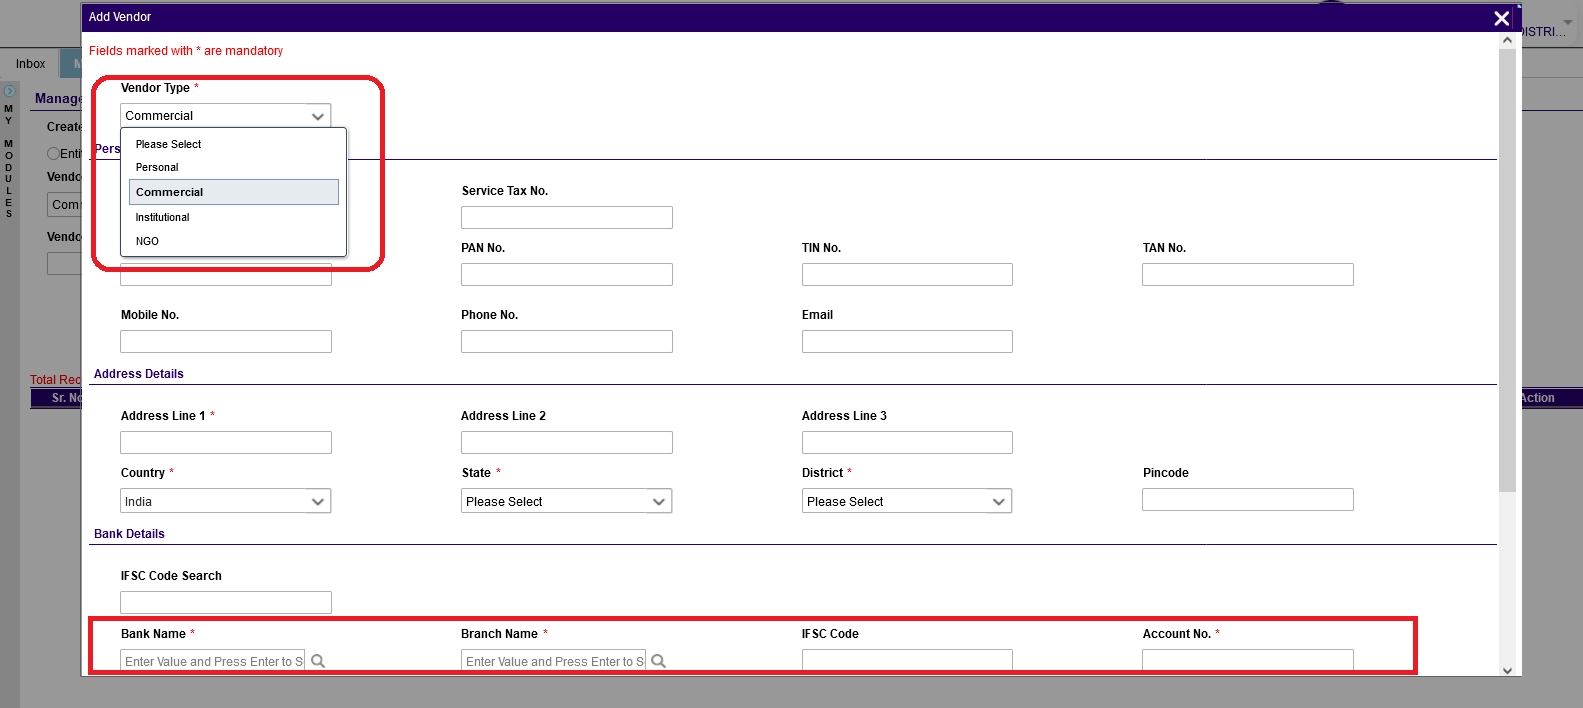 Add Vendor
DISTRI...
Fields marked with * are mandatory
Inbox
M
MY MODULES
Vendor Type *
Commercial
Please Select
Personal
Commercial
Institutional
NGO
Manage
Create
Enti
Vendo
Com
Vendo
Pers
Service Tax No.
PAN No.
TIN No.
TAN No.
Mobile No.
Phone No.
Email
Address Details
Total Rec
Sr. No
Action
Address Line 1 *
Address Line 2
Address Line 3
Country *
State *
District *
Pincode
India
Please Select
Please Select
Bank Details
IFSC Code Search
Bank Name *
Branch Name *
IFSC Code
Account No. *
Enter Value and Press Enter to S
Enter Value and Press Enter to S